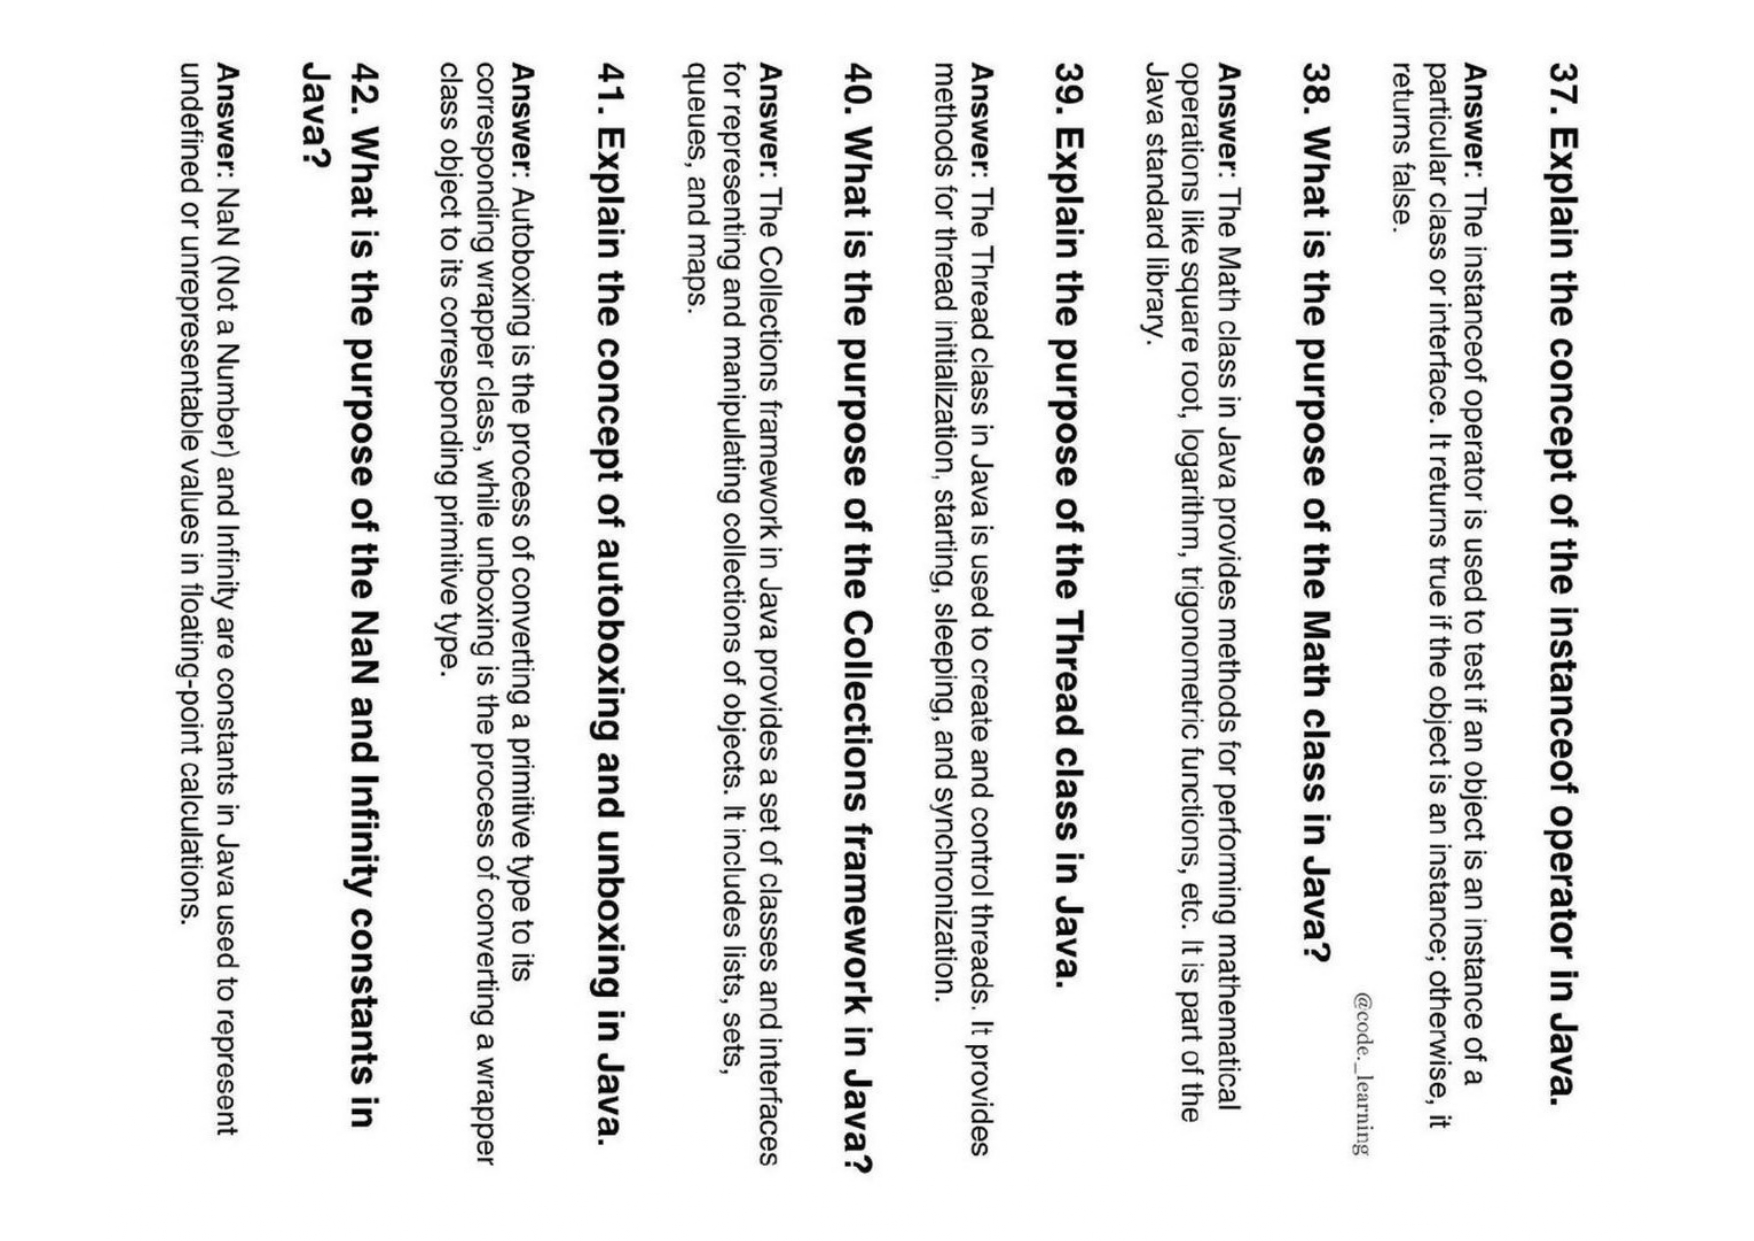 37. Explain the concept of the instanceof operator in Java.
Answer: The instanceof operator is used to test if an object is an instance of a
particular class or interface. It returns true if the object is an instance; otherwise, it
returns false.
@code._learning
38. What is the purpose of the Math class in Java?
Answer: The Math class in Java provides methods for performing mathematical
operations like square root, logarithm, trigonometric functions, etc. It is part of the
Java standard library.
39. Explain the purpose of the Thread class in Java.
Answer: The Thread class in Java is used to create and control threads. It provides
methods for thread initialization, starting, sleeping, and synchronization.
40. What is the purpose of the Collections framework in Java?
Answer: The Collections framework in Java provides a set of classes and interfaces
for representing and manipulating collections of objects. It includes lists, sets,
queues, and maps.
41. Explain the concept of autoboxing and unboxing in Java.
Answer: Autoboxing is the process of converting a primitive type to its
corresponding wrapper class, while unboxing is the process of converting a wrapper
class object to its corresponding primitive type.
42. What is the purpose of the NaN and Infinity constants in
Java?
Answer: NaN (Not a Number) and Infinity are constants in Java used to represent
undefined or unrepresentable values in floating-point calculations.